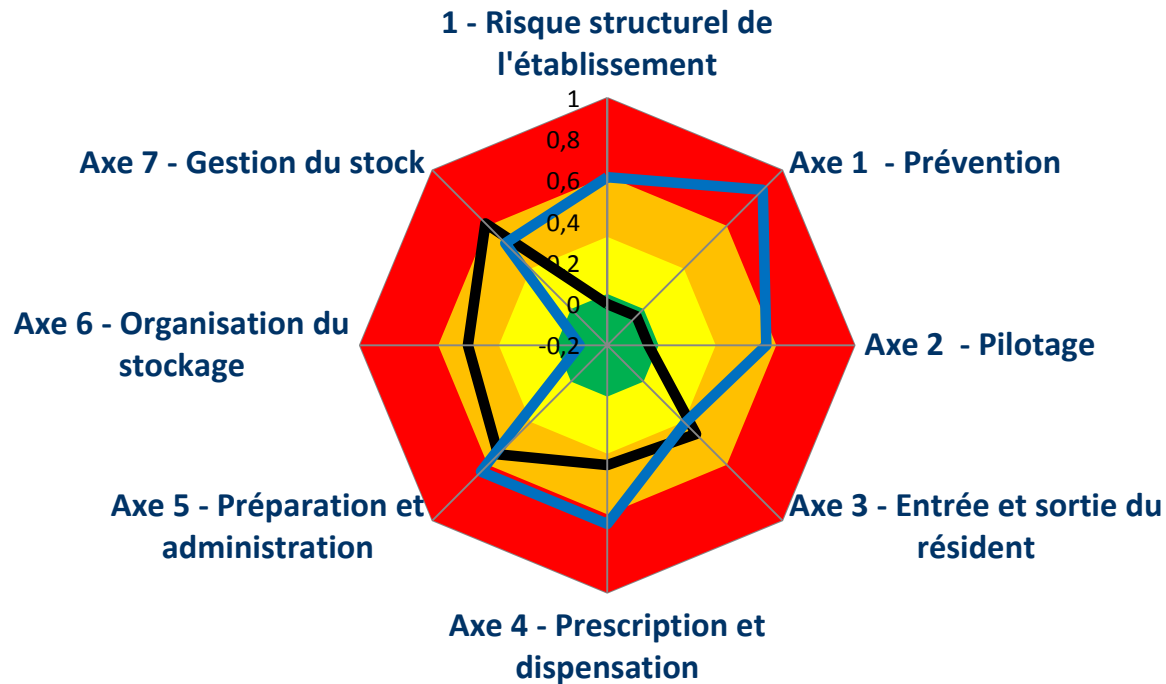 1 - Risque structurel de
l'établissement
1
0,8
0,6
0,4
0,2
0
-0,2
Axe 1 - Prévention
Axe 2 - Pilotage
Axe 3 - Entrée et sortie du
résident
Axe 4 - Prescription et
dispensation
Axe 5 - Préparation et
administration
Axe 6 - Organisation du
stockage
Axe 7 - Gestion du stock